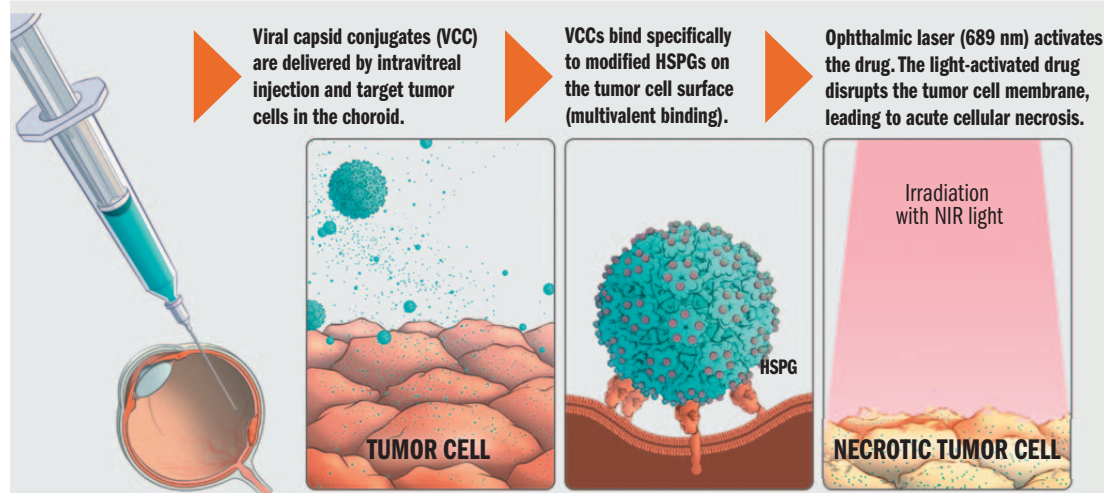 Viral capsid conjugates (VCC)
are delivered by intravitreal
injection and target tumor
cells in the choroid.
VCCs bind specifically
to modified HSPGs on
the tumor cell surface
(multivalent binding).
Ophthalmic laser (689 nm) activates
the drug. The light-activated drug
disrupts the tumor cell membrane,
leading to acute cellular necrosis.
TUMOR CELL
HSPG
Irradiation
with NIR light
NECROTIC TUMOR CELL